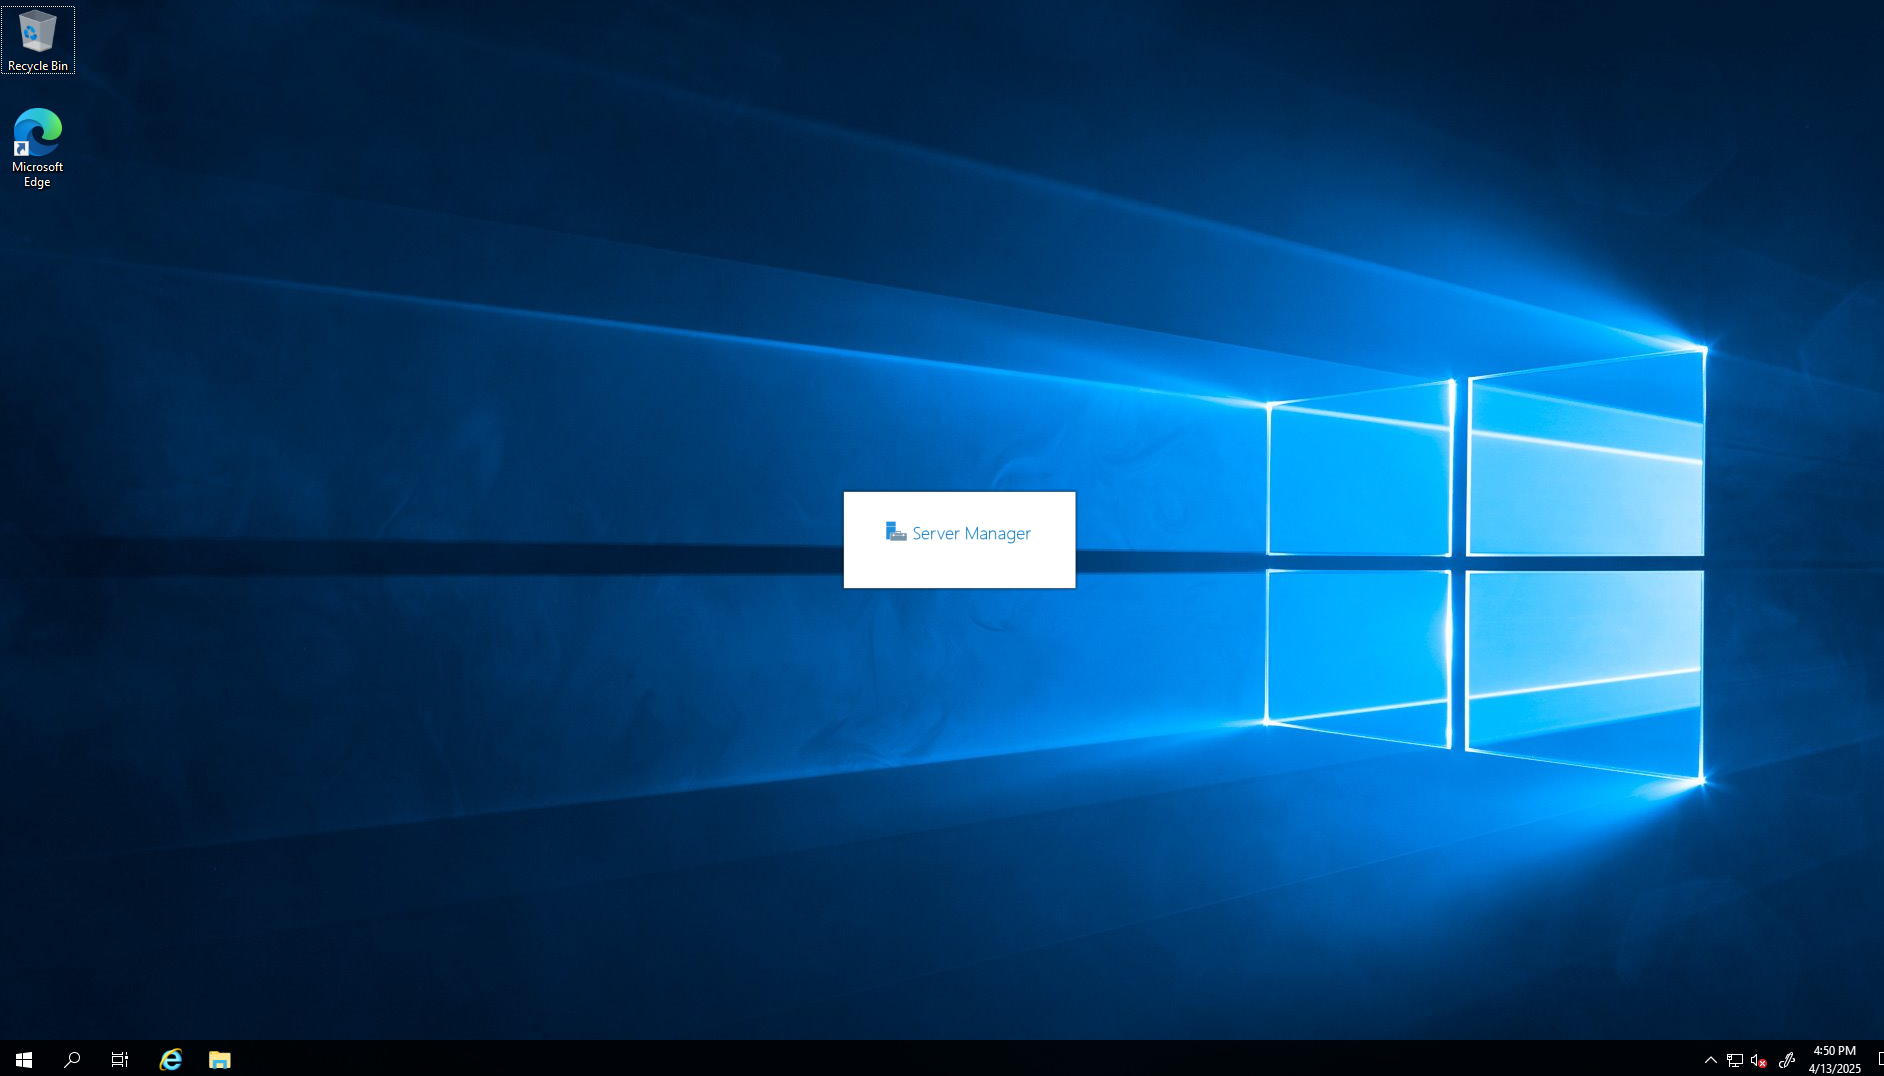 Recycle Bin
Microsoft
Edge
Server Manager
4:50 PM
4/13/2025